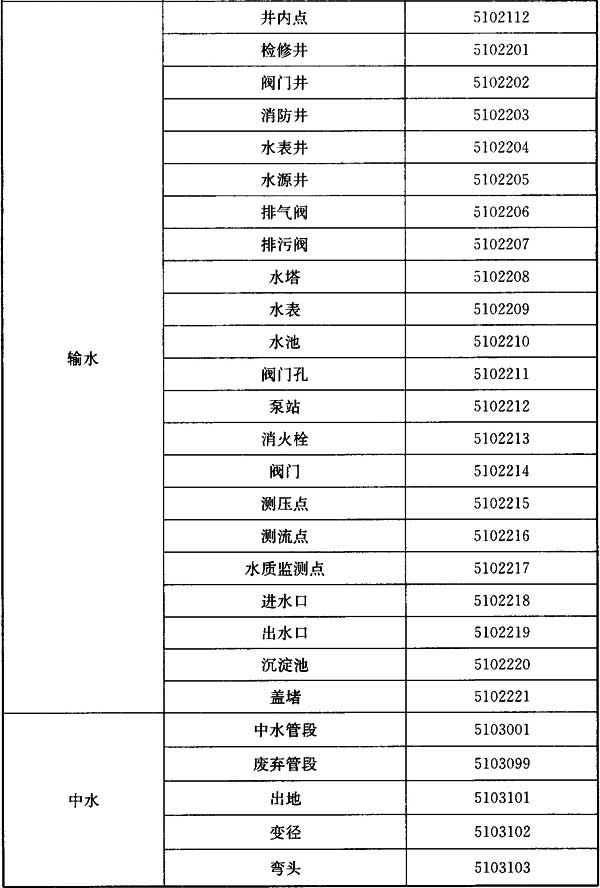 井内点 5102112
检修井 5102201
阀门井 5102202
消防井 5102203
水表井 5102204
水源井 5102205
排气阀 5102206
排污阀 5102207
水塔 5102208
水表 5102209
水池 5102210
输水
阀门孔 5102211
泵站 5102212
消火栓 5102213
阀门 5102214
测压点 5102215
测流点 5102216
水质监测点 5102217
进水口 5102218
出水口 5102219
沉淀池 5102220
盖堵 5102221
中水管段 5103001
废弃管段 5103099
中水
出地 5103101
变径 5103102
弯头 5103103